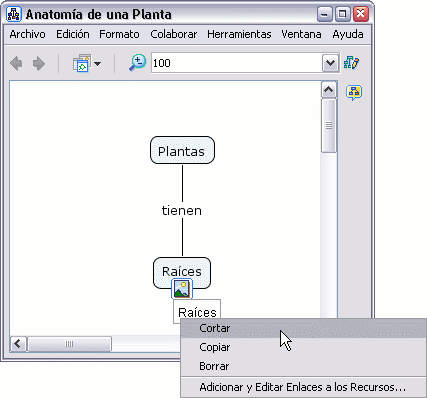 Anatomía de una Planta
Archivo Edición Formato Colaborar Herramientas Ventana Ayuda
100
Plantas
tienen
Raíces
Raíces
Cortar
Copiar
Borrar
Adicionar y Editar Enlaces a los Recursos...